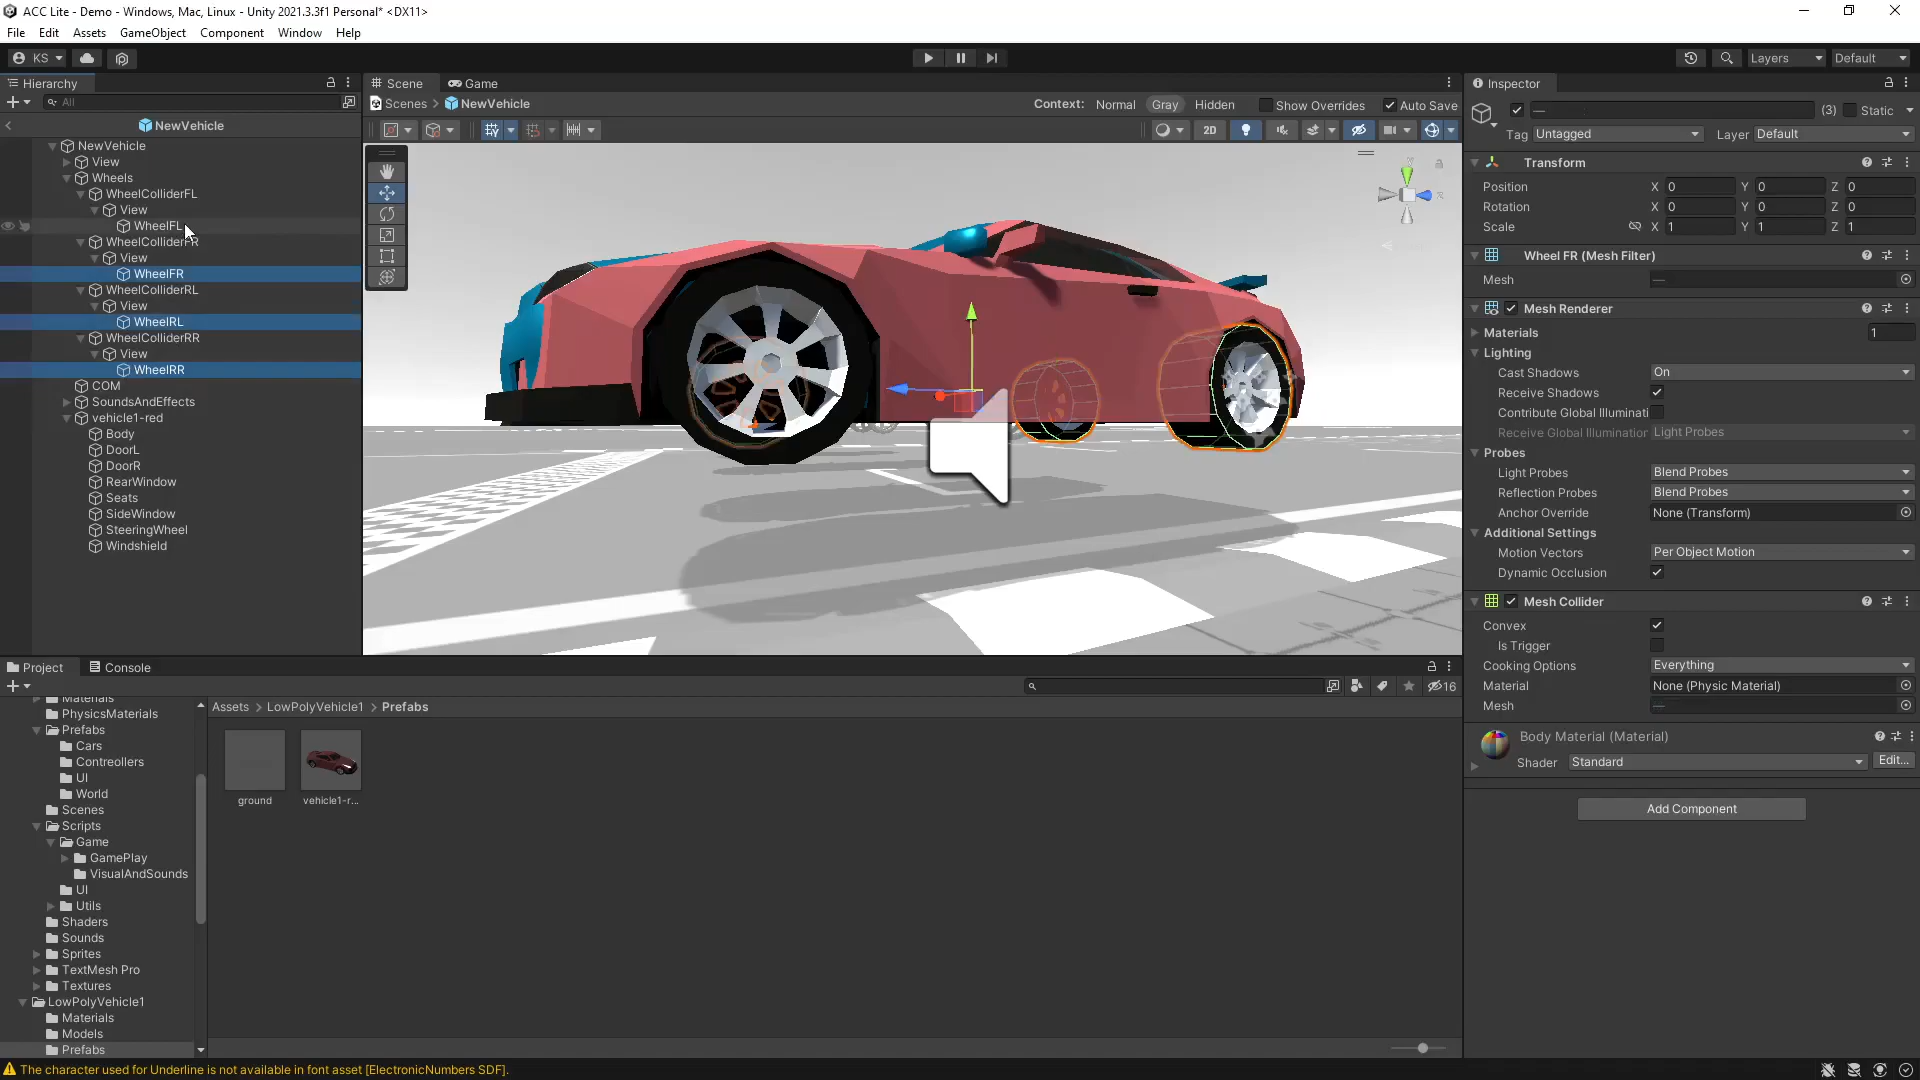 ACC Lite - Demo - Windows, Mac, Linux - Unity 2021.3.3f1 Personal* <DX11>
File Edit Assets GameObject Component Window Help
KS Layers Default
Hierarchy
All
NewVehicle
NewVehicle
View
Wheels
WheelColliderFL
View
WheelFL
WheelColliderFR
View
WheelFR
WheelColliderRL
View
WheelRL
WheelColliderRR
View
WheelRR
COM
SoundsAndEffects
vehicle1-red
Body
DoorL
DoorR
RearWindow
Seats
SideWindow
SteeringWheel
Windshield
Scene Game
Scenes > NewVehicle Context: Normal Gray Hidden Show Overrides Auto Save
2D
Inspector
— (3) Static
Tag Untagged Layer Default
Transform
Position X 0 Y 0 Z 0
Rotation X 0 Y 0 Z 0
Scale X 1 Y 1 Z 1
Wheel FR (Mesh Filter)
Mesh —
Mesh Renderer
Materials 1
Lighting
Cast Shadows On
Receive Shadows
Contribute Global Illuminati
Receive Global Illumination Light Probes
Probes
Light Probes Blend Probes
Reflection Probes Blend Probes
Anchor Override None (Transform)
Additional Settings
Motion Vectors Per Object Motion
Dynamic Occlusion
Mesh Collider
Convex
Is Trigger
Cooking Options Everything
Material None (Physic Material)
Mesh —
Body Material (Material)
Shader Standard Edit...
Add Component
Project Console
16
Materials
PhysicsMaterials
Prefabs
Cars
Contreollers
UI
World
Scenes
Scripts
Game
GamePlay
VisualAndSounds
UI
Utils
Shaders
Sounds
Sprites
TextMesh Pro
Textures
LowPolyVehicle1
Materials
Models
Prefabs
Assets > LowPolyVehicle1 > Prefabs
ground vehicle1-r...
The character used for Underline is not available in font asset [ElectronicNumbers SDF].